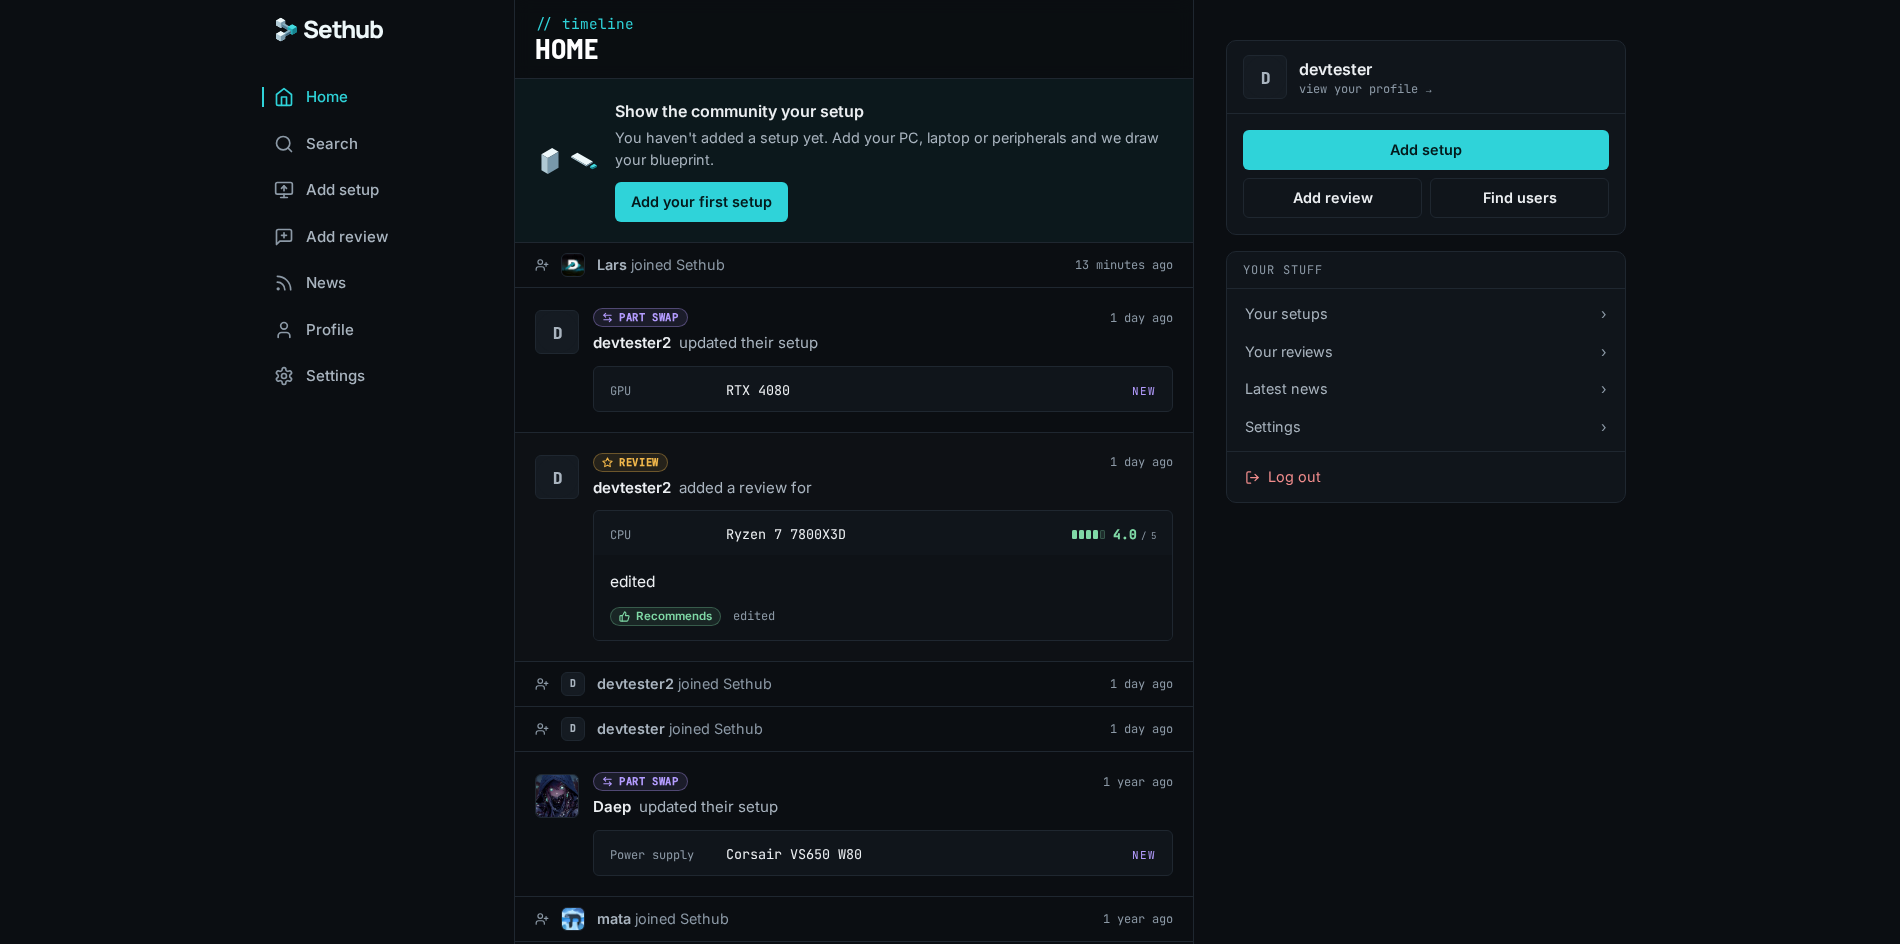 Sethub
Home
Search
Add setup
Add review
News
Profile
Settings
// timeline
HOME
Show the community your setup
You haven't added a setup yet. Add your PC, laptop or peripherals and we draw
your blueprint.
Add your first setup
Lars joined Sethub
13 minutes ago
D
PART SWAP
1 day ago
devtester2 updated their setup
GPU
RTX 4080
NEW
D
REVIEW
1 day ago
devtester2 added a review for
CPU
Ryzen 7 7800X3D
4.0 / 5
edited
Recommends
edited
D
devtester2 joined Sethub
1 day ago
D
devtester joined Sethub
1 day ago
PART SWAP
1 year ago
Daep updated their setup
Power supply
Corsair VS650 W80
NEW
mata joined Sethub
1 year ago
D
devtester
view your profile →
Add setup
Add review
Find users
YOUR STUFF
Your setups ›
Your reviews ›
Latest news ›
Settings ›
Log out